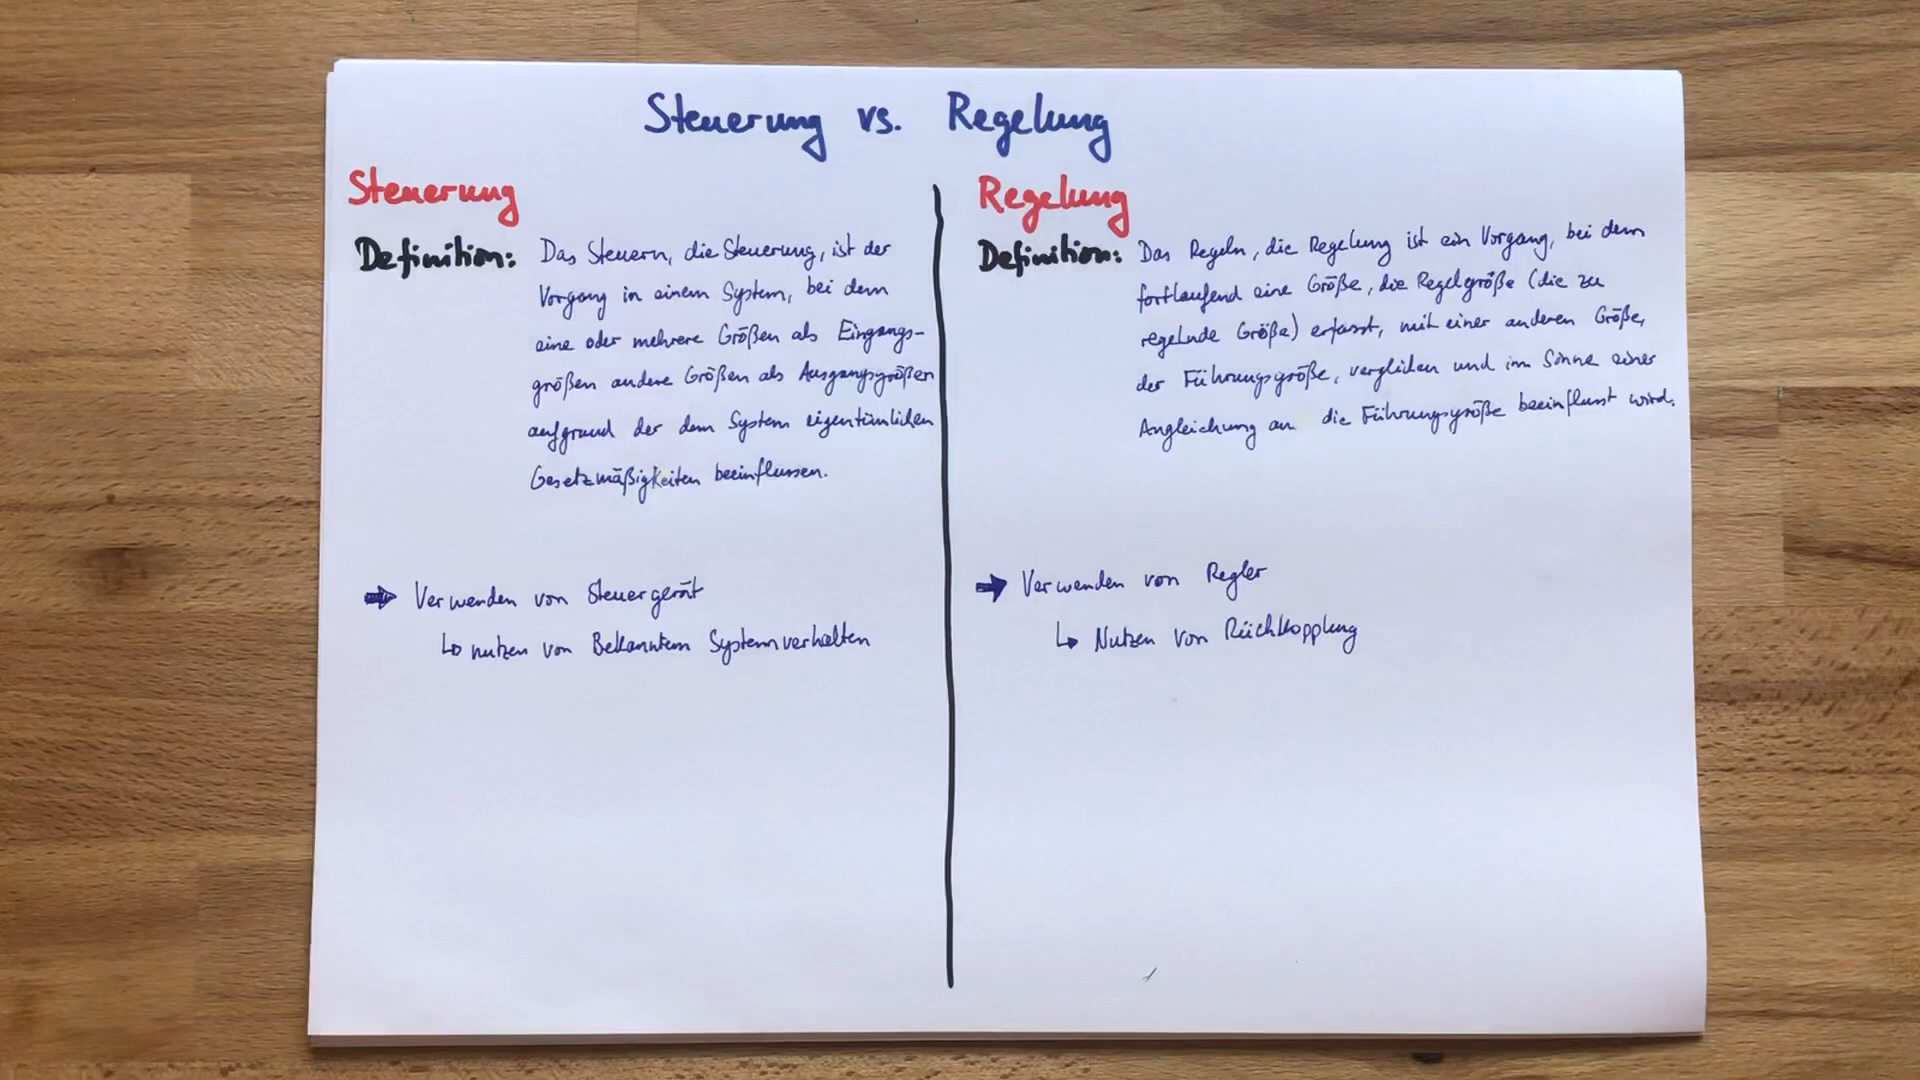 Steuerung vs. Regelung
Steuerung
Definition: Das Steuern, die Steuerung, ist der
Vorgang in einem System, bei dem
eine oder mehrere Größen als Eingangs-
größen andere Größen als Ausgangsgrößen
aufgrund der dem System eigentümlichen
Gesetzmäßigkeiten beeinflussen.
➡ Verwenden von Steuergerät
↳ nutzen von Bekanntem Systemverhalten
Regelung
Definition: Das Regeln, die Regelung ist ein Vorgang, bei dem
fortlaufend eine Größe, die Regelgröße (die zu
regelnde Größe) erfasst, mit einer anderen Größe,
der Führungsgröße, verglichen und im Sinne einer
Angleichung an die Führungsgröße beeinflusst wird.
➡ Verwenden von Regler
↳ Nutzen von Rückkopplung